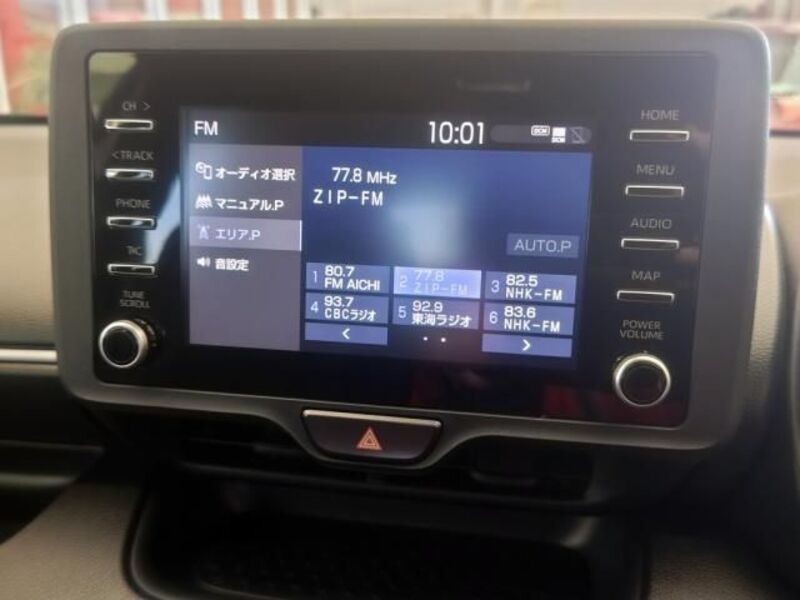 CH >
<TRACK
PHONE
T/C
TUNE
SCROLL
FM
10:01
オーディオ選択
マニュアル.P
エリア.P
音設定
77.8 MHz
ZIP-FM
AUTO.P
1 80.7
FM AICHI
2 77.8
ZIP-FM
3 82.5
NHK-FM
4 93.7
CBCラジオ
5 92.9
東海ラジオ
6 83.6
NHK-FM
<
>
HOME
MENU
AUDIO
MAP
POWER
VOLUME